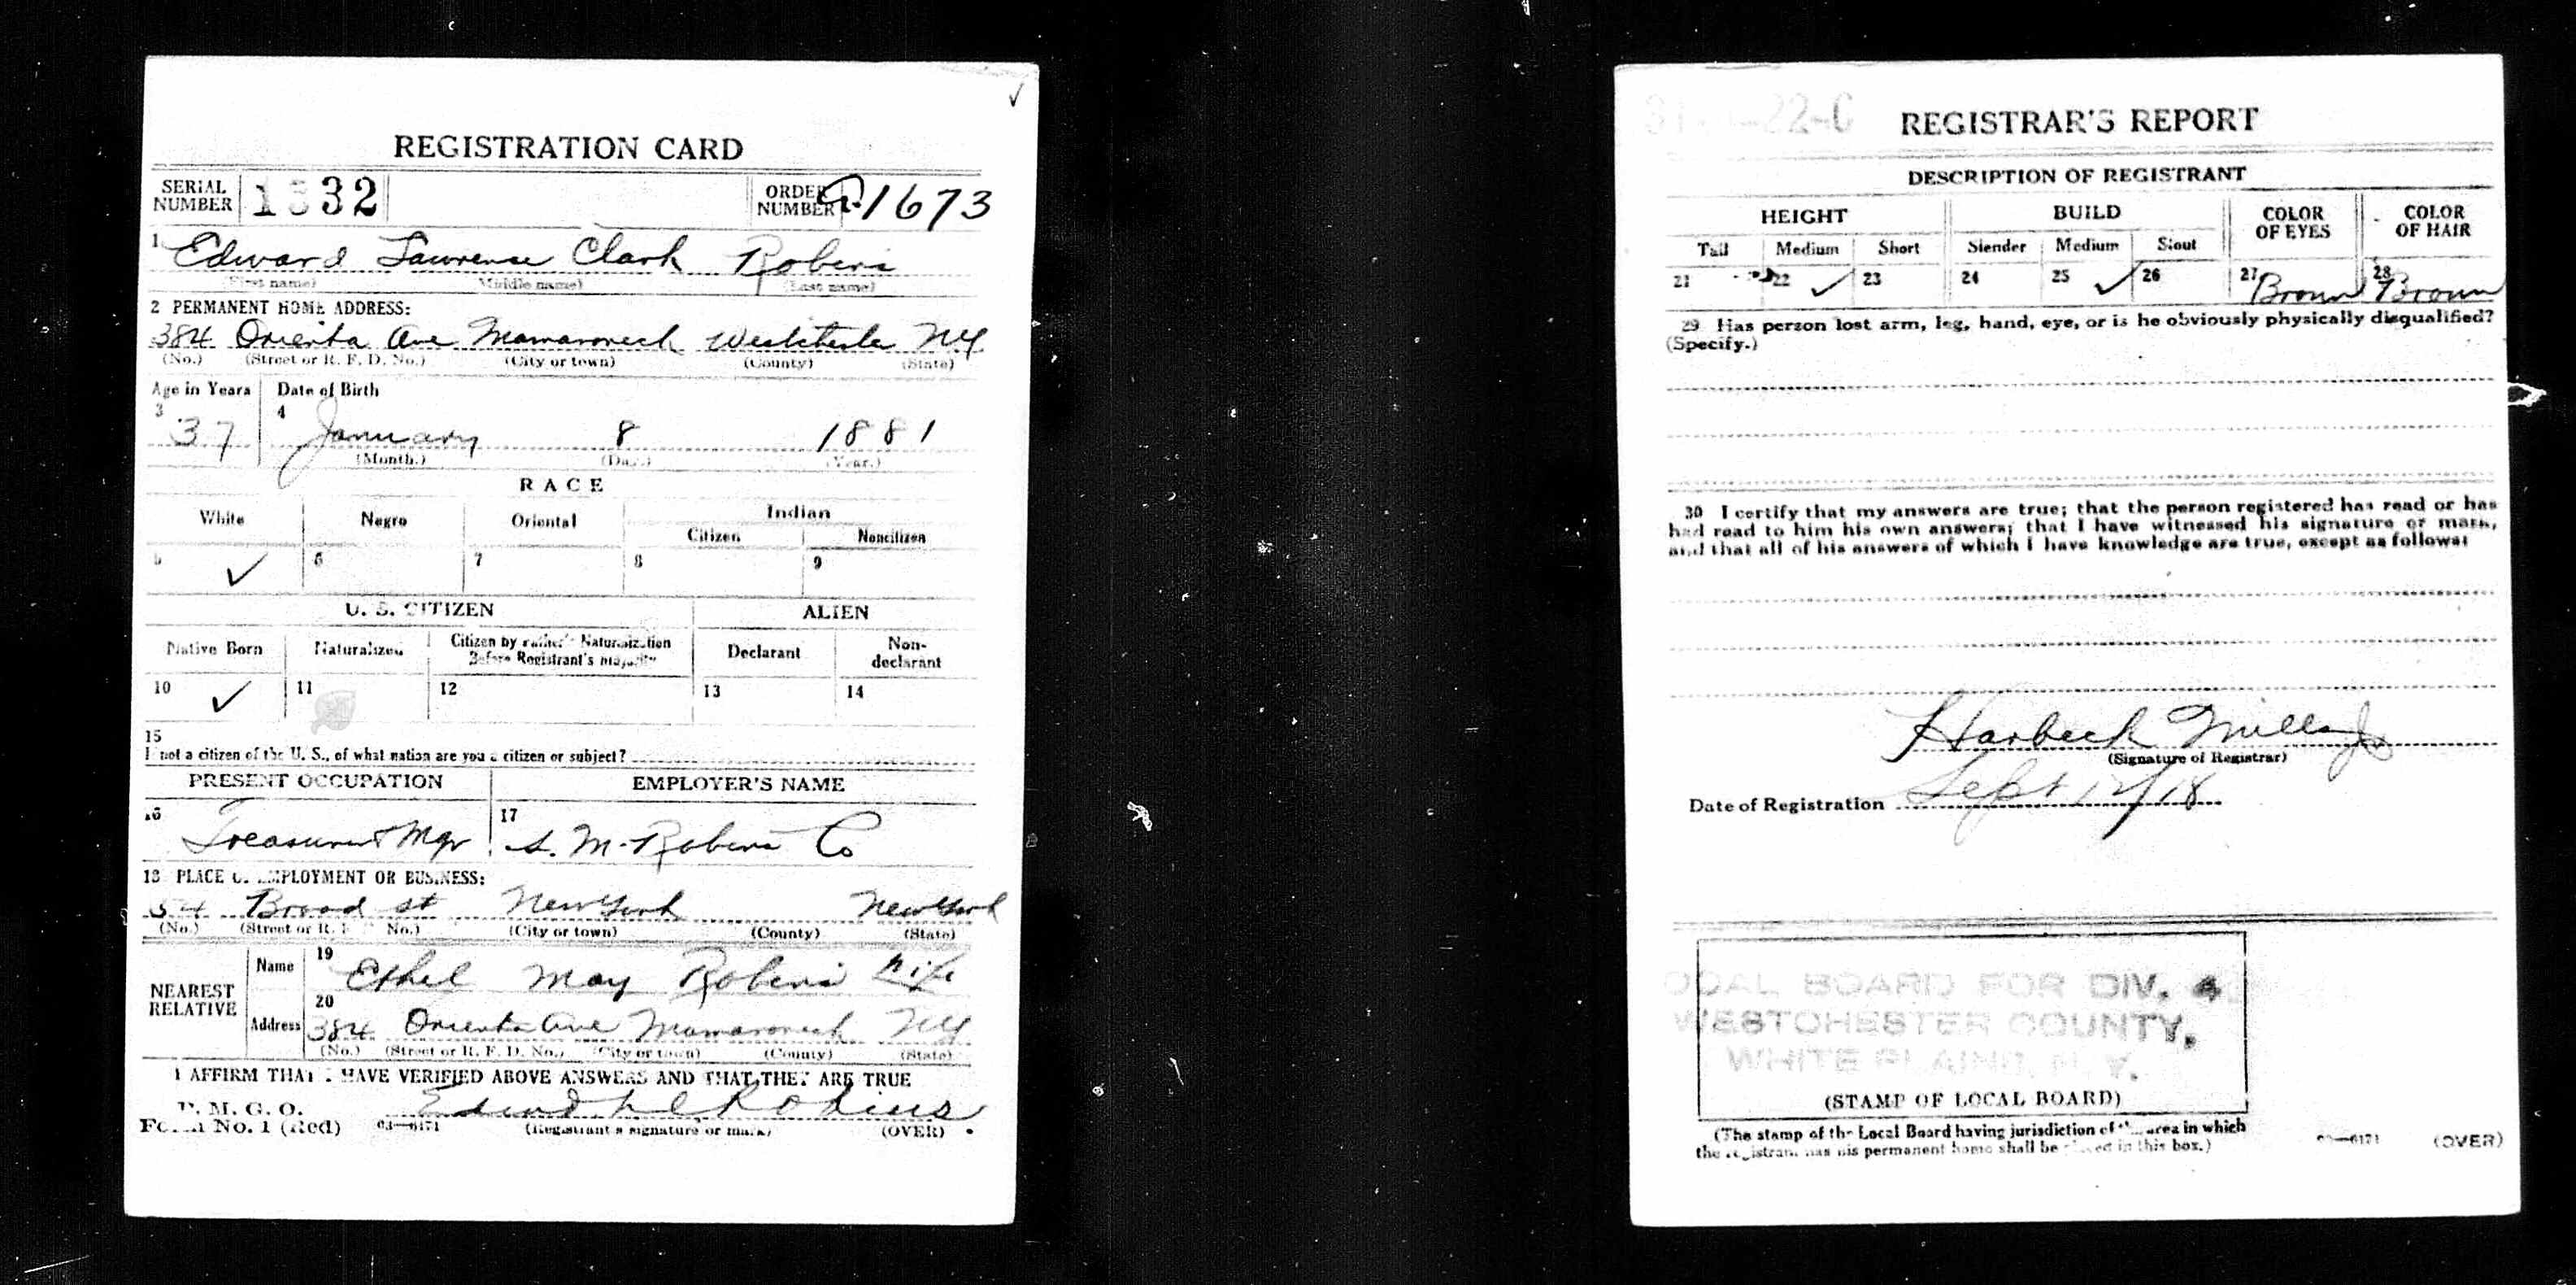 REGISTRATION CARD
SERIAL NUMBER 1332 ORDER NUMBER A1673
1 Edward Lawrence Clark Robins
(First name) (Middle name) (Last name)
2 PERMANENT HOME ADDRESS:
384 Orienta Ave Mamaroneck Westchester NY
(No.) (Street or R. F. D. No.) (City or town) (County) (State)
Age in Years Date of Birth
3 37 4 January 8 1881
(Month.) (Day.) (Year.)
RACE
White Negro Oriental Indian
Citizen Noncitizen
5 ✓ 6 7 8 9
U. S. CITIZEN ALIEN
Native Born Naturalized Citizen by Father's Naturalization Before Registrant's majority Declarant Non-declarant
10 ✓ 11 12 13 14
15
If not a citizen of the U. S., of what nation are you a citizen or subject?
PRESENT OCCUPATION EMPLOYER'S NAME
16 Treasurer & Mgr 17 S. M. Robins Co
18 PLACE OF EMPLOYMENT OR BUSINESS:
54 Broad st New York New York
(No.) (Street or R. F. D. No.) (City or town) (County) (State)
NEAREST RELATIVE
Name 19 Ethel May Robins wife
Address 20 384 Orienta Ave Mamaroneck NY
(No.) (Street or R. F. D. No.) (City or town) (County) (State)
I AFFIRM THAT I HAVE VERIFIED ABOVE ANSWERS AND THAT THEY ARE TRUE
P. M. G. O.
Form No. 1 (Red) 03—6171 Edward L C Robins
(Registrant's signature or mark) (OVER)
22-C
REGISTRAR'S REPORT
DESCRIPTION OF REGISTRANT
HEIGHT BUILD COLOR OF EYES COLOR OF HAIR
Tall Medium Short Slender Medium Stout
21 22 ✓ 23 24 25 ✓ 26 27 Brown 28 Brown
29 Has person lost arm, leg, hand, eye, or is he obviously physically disqualified?
(Specify.)
30 I certify that my answers are true; that the person registered has read or has
had read to him his own answers; that I have witnessed his signature or mark,
and that all of his answers of which I have knowledge are true, except as follows:
Harbeck Mills Jr
(Signature of Registrar)
Date of Registration Sept 12/18
LOCAL BOARD FOR DIV. 4
WESTCHESTER COUNTY,
WHITE PLAINS, N. Y.
(STAMP OF LOCAL BOARD)
(The stamp of the Local Board having jurisdiction of the area in which
the registrant has his permanent home shall be placed in this box.)
03—6171 (OVER)